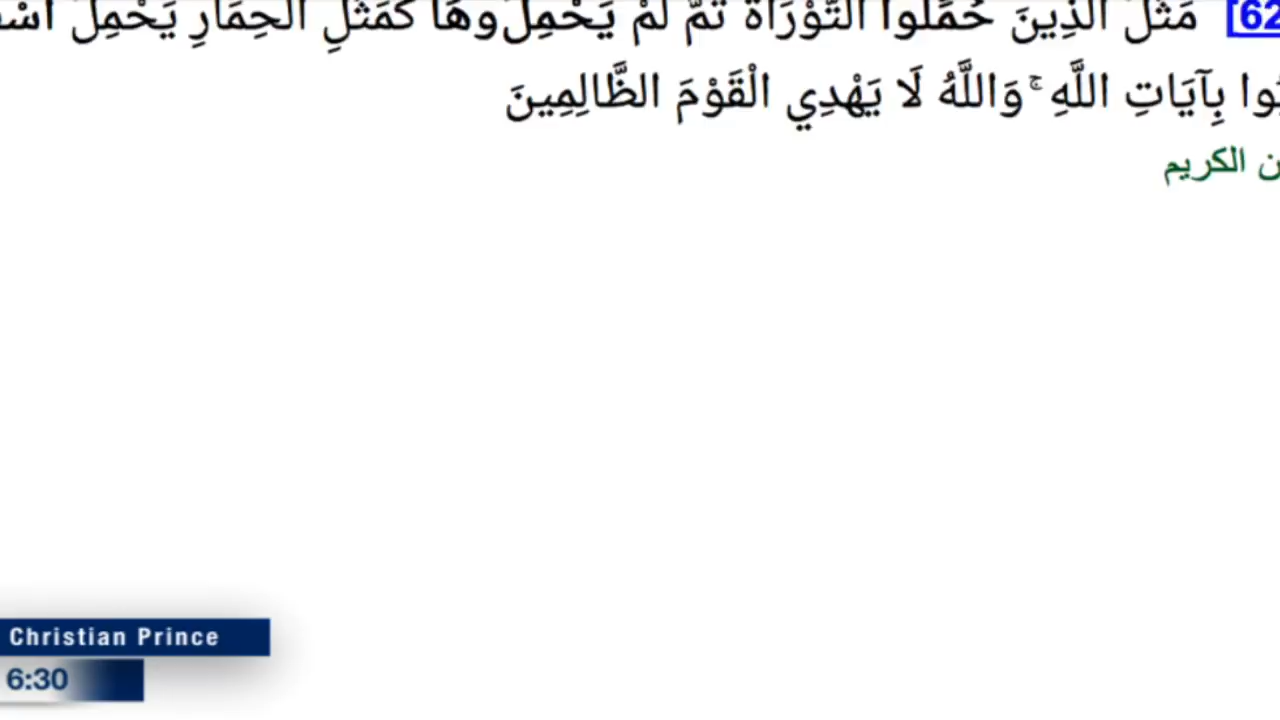 [62 مَثَلُ الَّذِينَ حُمِّلُوا التَّوْرَاةَ ثُمَّ لَمْ يَحْمِلُوهَا كَمَثَلِ الْحِمَارِ يَحْمِلُ
بِآيَاتِ اللَّهِ ۚ وَاللَّهُ لَا يَهْدِي الْقَوْمَ الظَّالِمِينَ
الكريم
Christian Prince
6:30